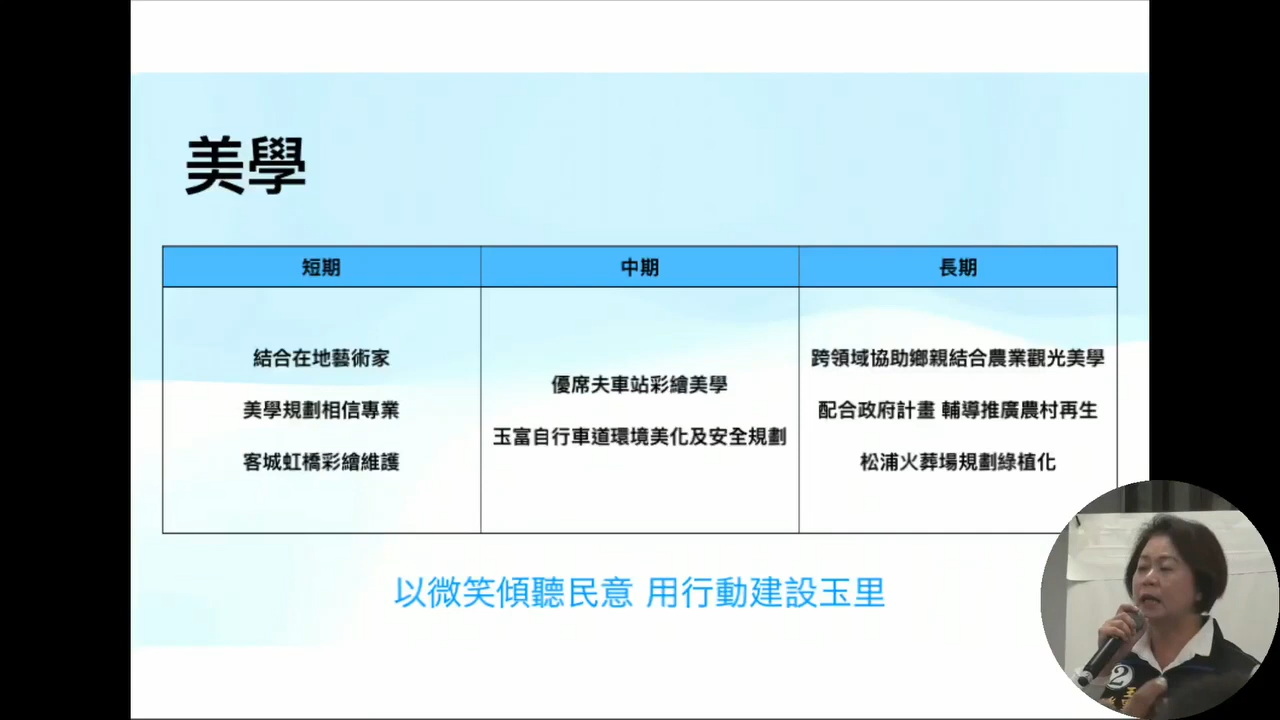 美學
短期
中期
長期
結合在地藝術家
美學規劃相信專業
客城虹橋彩繪維護
優席夫車站彩繪美學
玉富自行車道環境美化及安全規劃
跨領域協助鄉親結合農業觀光美學
配合政府計畫 輔導推廣農村再生
松浦火葬場規劃綠植化
以微笑傾聽民意 用行動建設玉里
2